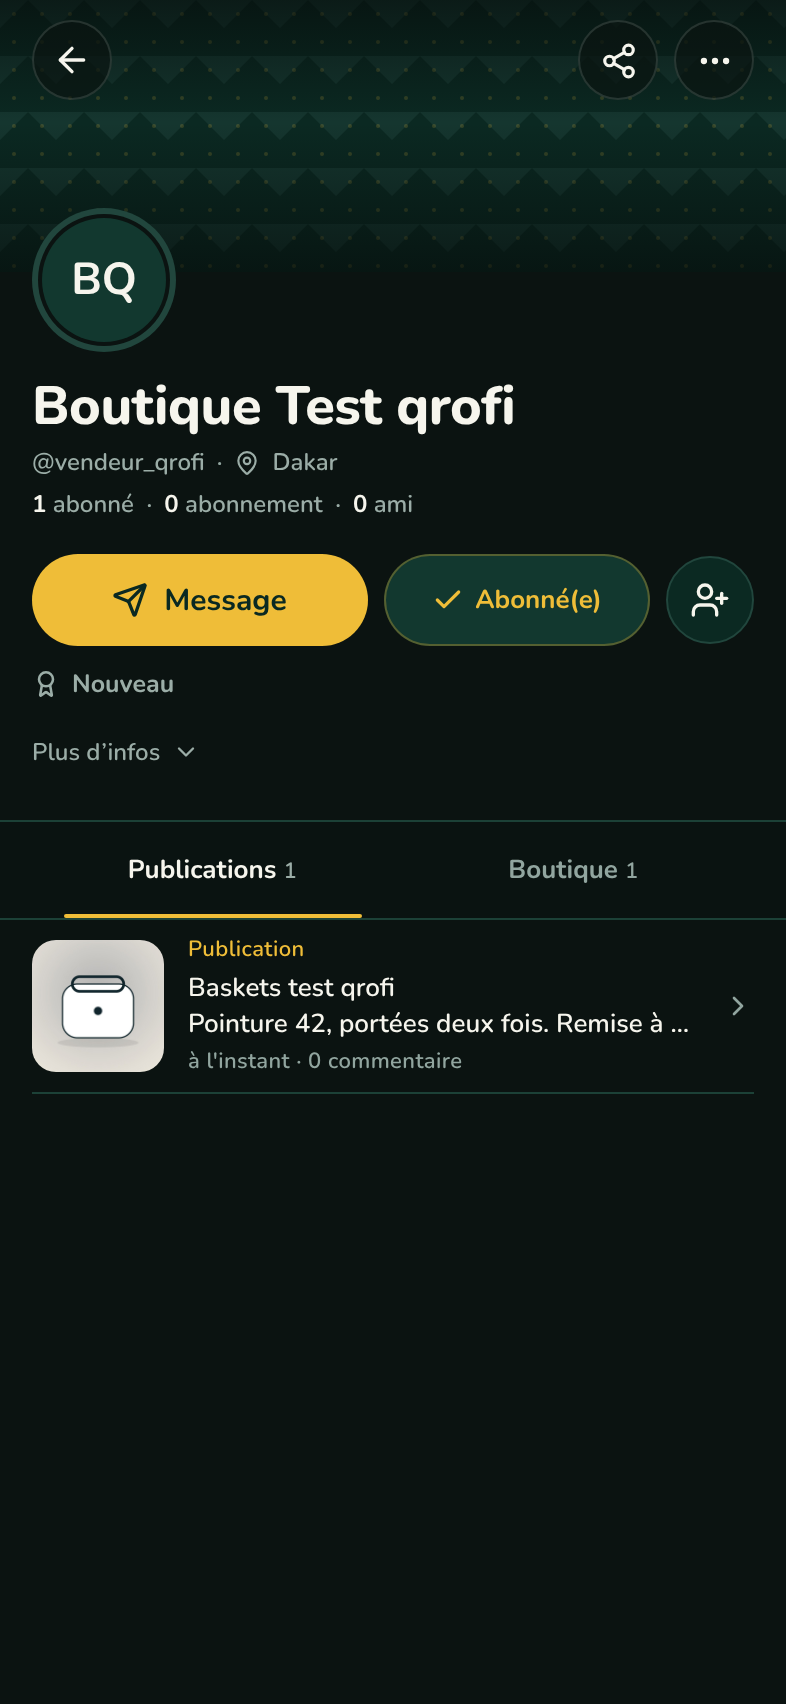 BQ
Boutique Test qrofi
@vendeur_qrofi · Dakar
1 abonné · 0 abonnement · 0 ami
Message
Abonné(e)
Nouveau
Plus d’infos
Publications 1
Boutique 1
Publication
Baskets test qrofi
Pointure 42, portées deux fois. Remise à ...
à l'instant · 0 commentaire